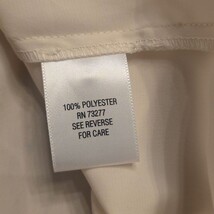 100% POLYESTER
RN 73277
SEE REVERSE
FOR CARE